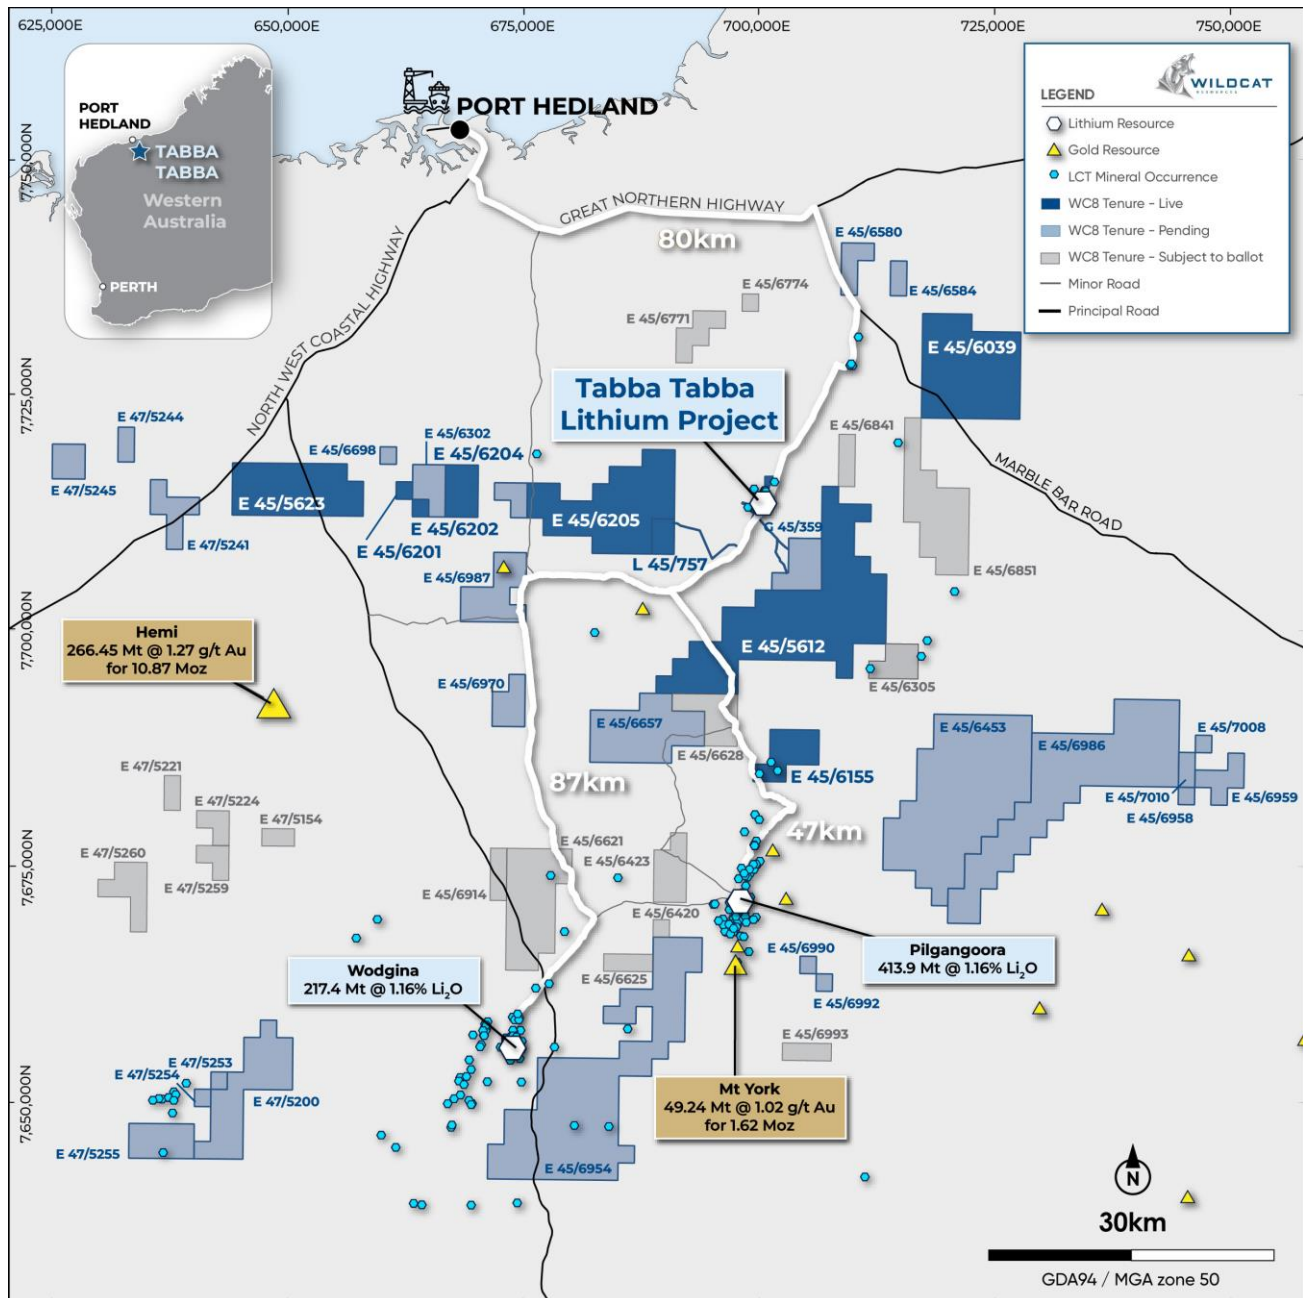 625,000E
650,000E
675,000E
700,000E
725,000E
750,000E
7,750,000N
7,725,000N
7,700,000N
7,675,000N
7,650,000N
PORT
HEDLAND
TABBA
TABBA
Western
Australia
PERTH
PORT HEDLAND
WILDCAT
RESOURCES
LEGEND
Lithium Resource
Gold Resource
LCT Mineral Occurrence
WC8 Tenure - Live
WC8 Tenure - Pending
WC8 Tenure - Subject to ballot
Minor Road
Principal Road
GREAT NORTHERN HIGHWAY
80km
NORTH WEST COASTAL HIGHWAY
MARBLE BAR ROAD
E 45/6580
E 45/6584
E 45/6774
E 45/6771
E 45/6039
Tabba Tabba
Lithium Project
E 47/5244
E 47/5245
E 47/5241
E 45/6698
E 45/6302
E 45/6204
E 45/5623
E 45/6202
E 45/6201
E 45/6205
E 45/6841
G 45/359
L 45/757
E 45/6851
E 45/6987
E 45/5612
E 45/6305
Hemi
266.45 Mt @ 1.27 g/t Au
for 10.87 Moz
E 45/6970
E 45/6657
E 45/6628
E 45/6453
E 45/6986
E 45/7008
E 45/7010
E 45/6959
E 45/6958
E 45/6155
87km
47km
E 47/5221
E 47/5224
E 47/5154
E 47/5260
E 47/5259
E 45/6621
E 45/6423
E 45/6914
E 45/6420
E 45/6625
Wodgina
217.4 Mt @ 1.16% Li₂O
Pilgangoora
413.9 Mt @ 1.16% Li₂O
E 45/6990
E 45/6992
E 45/6993
Mt York
49.24 Mt @ 1.02 g/t Au
for 1.62 Moz
E 47/5253
E 47/5254
E 47/5200
E 47/5255
E 45/6954
N
30km
GDA94 / MGA zone 50